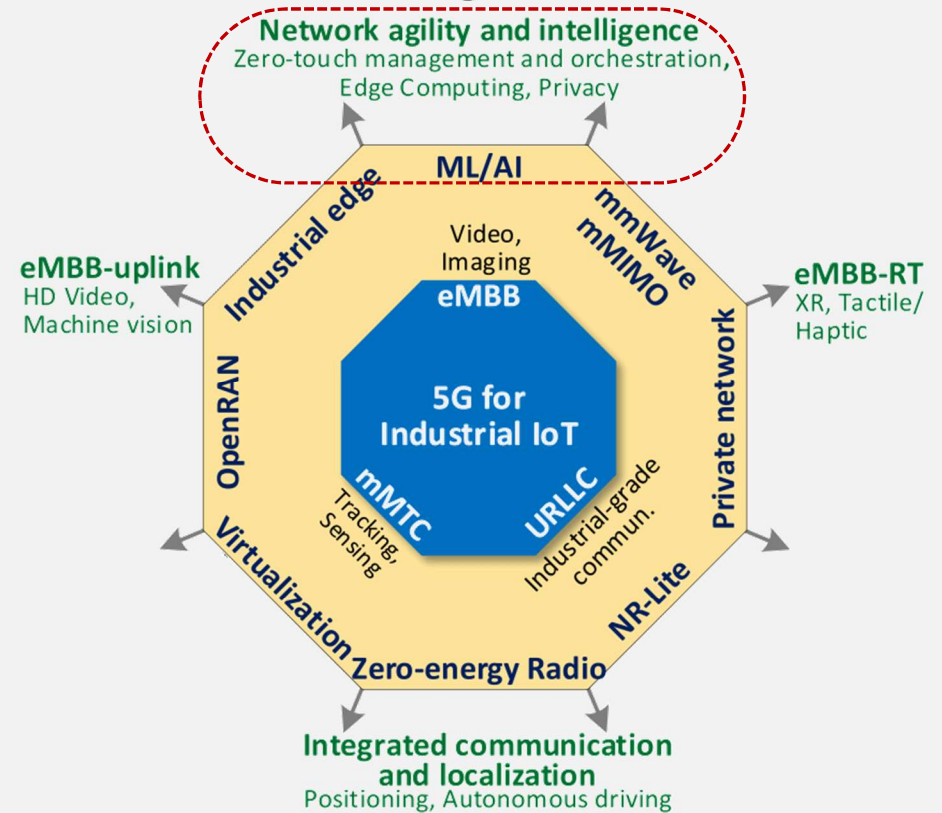 Network agility and intelligence
Zero-touch management and orchestration,
Edge Computing, Privacy
ML/AI
Industrial edge
mmWave
mMIMO
Video,
Imaging
eMBB
eMBB-uplink
HD Video,
Machine vision
eMBB-RT
XR, Tactile/
Haptic
OpenRAN
5G for
Industrial IoT
Private network
mMTC
Tracking,
Sensing
URLLC
Industrial-grade
commun.
Virtualization
NR-Lite
Zero-energy Radio
Integrated communication
and localization
Positioning, Autonomous driving